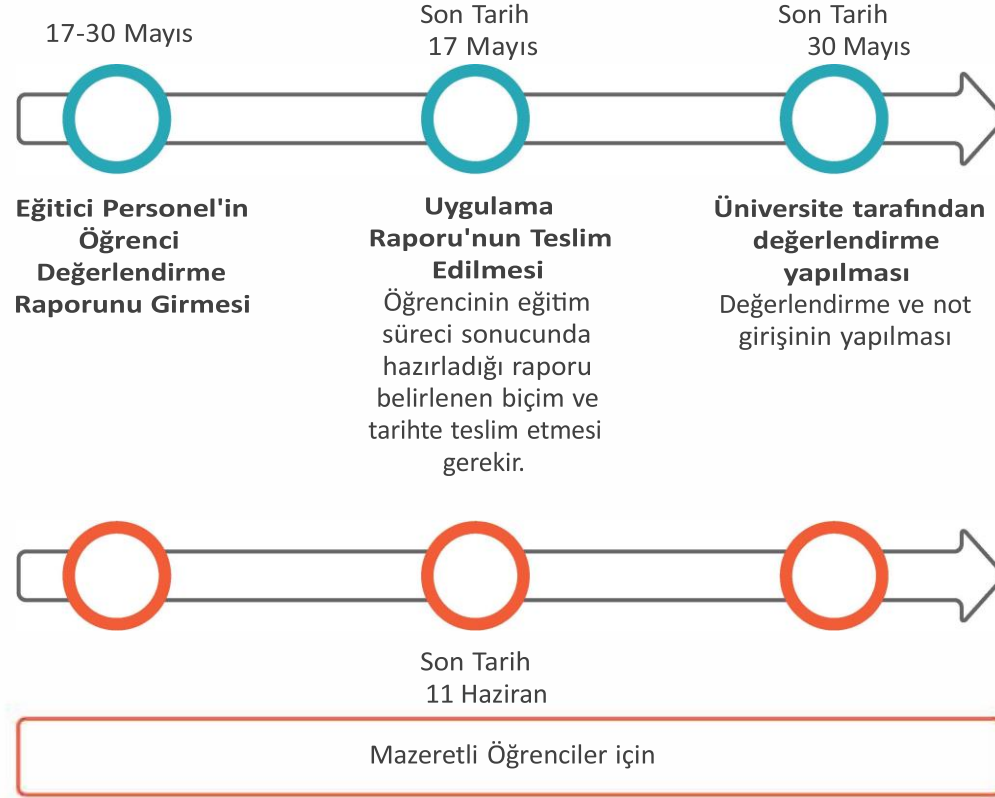 17-30 Mayıs
Son Tarih
17 Mayıs
Son Tarih
30 Mayıs
Eğitici Personel'in
Öğrenci
Değerlendirme
Raporunu Girmesi
Uygulama
Raporu'nun Teslim
Edilmesi
Öğrencinin eğitim
süreci sonucunda
hazırladığı raporu
belirlenen biçim ve
tarihte teslim etmesi
gerekir.
Üniversite tarafından
değerlendirme
yapılması
Değerlendirme ve not
girişinin yapılması
Son Tarih
11 Haziran
Mazeretli Öğrenciler için